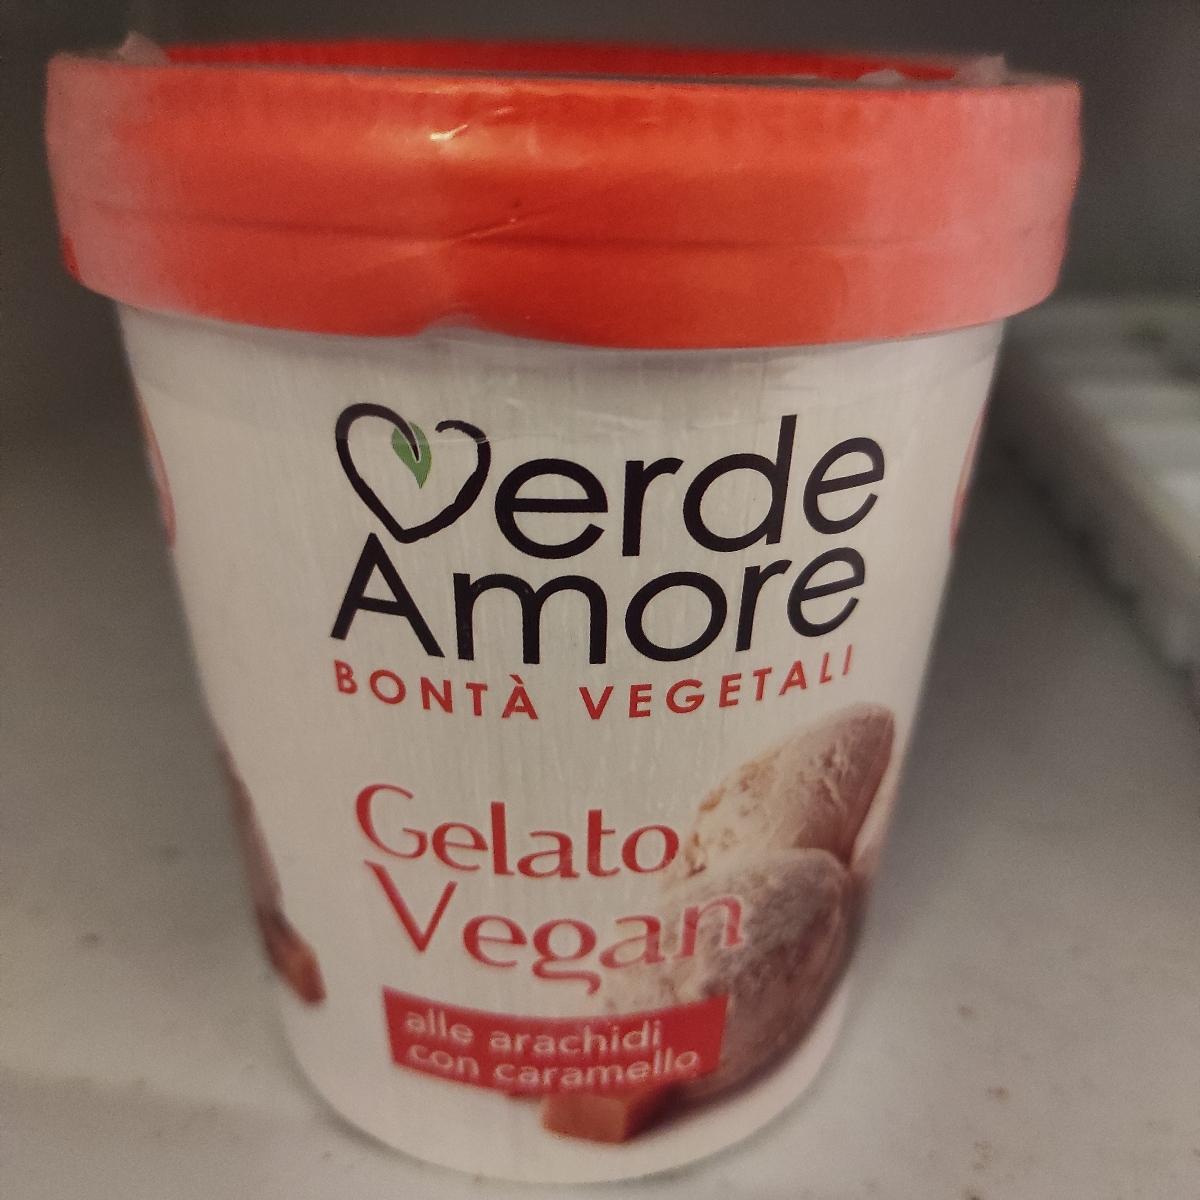 Verde
Amore
BONTÀ VEGETALI
Gelato
Vegan
alle arachidi
con caramello